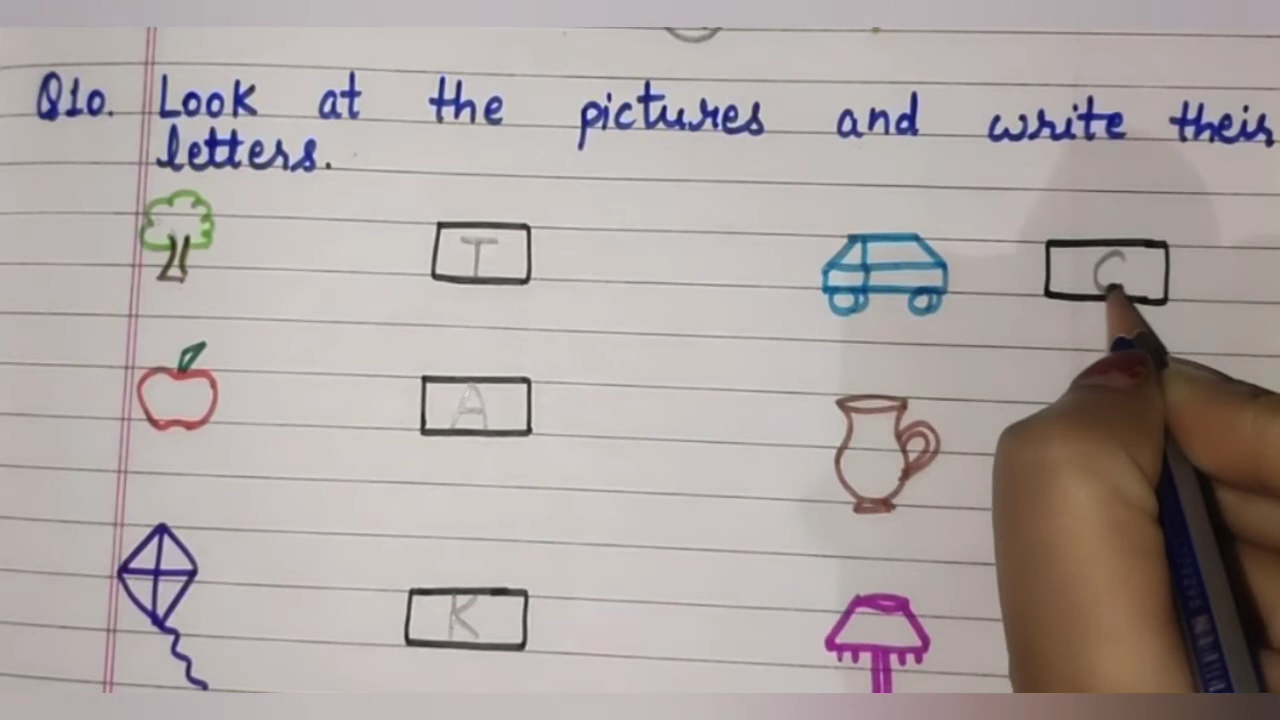 Q10. Look at the pictures and write their
letters.
T
C
A
K